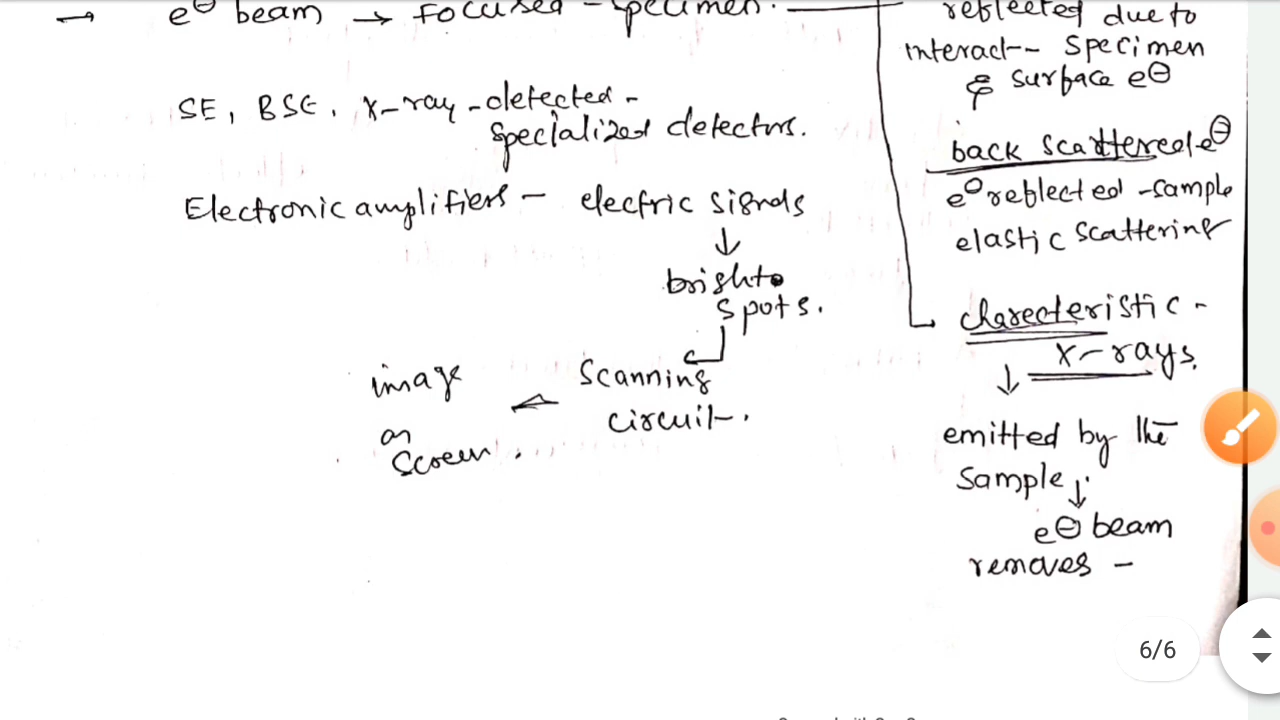 → e⊖ beam → Focused - specimen.
SE, BSE, X-ray - detected -
specialized detectors.
Electronic amplifiers - electric signals
↓
bright
spots.
Scanning
circuit.
←
image
on
Screen.
reflected due to
interact-- specimen
& surface e⊖
back scattered e⊖
e⊖ reflected - sample
elastic scattering
charecteristic -
X-rays.
↓
emitted by the
Sample ↓
e⊖ beam
removes -
6/6